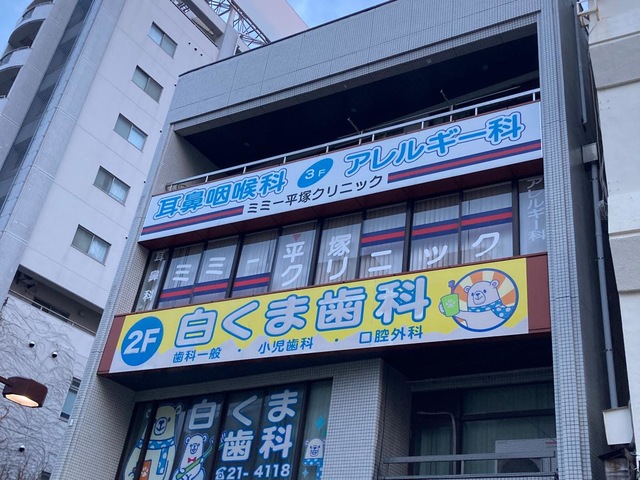 耳鼻咽喉科 3F アレルギー科
ミミー平塚クリニック
ミミー平塚クリニック
アレルギー科
2F 白くま歯科
歯科一般 ・ 小児歯科 ・ 口腔外科
白くま
歯科
21-4118